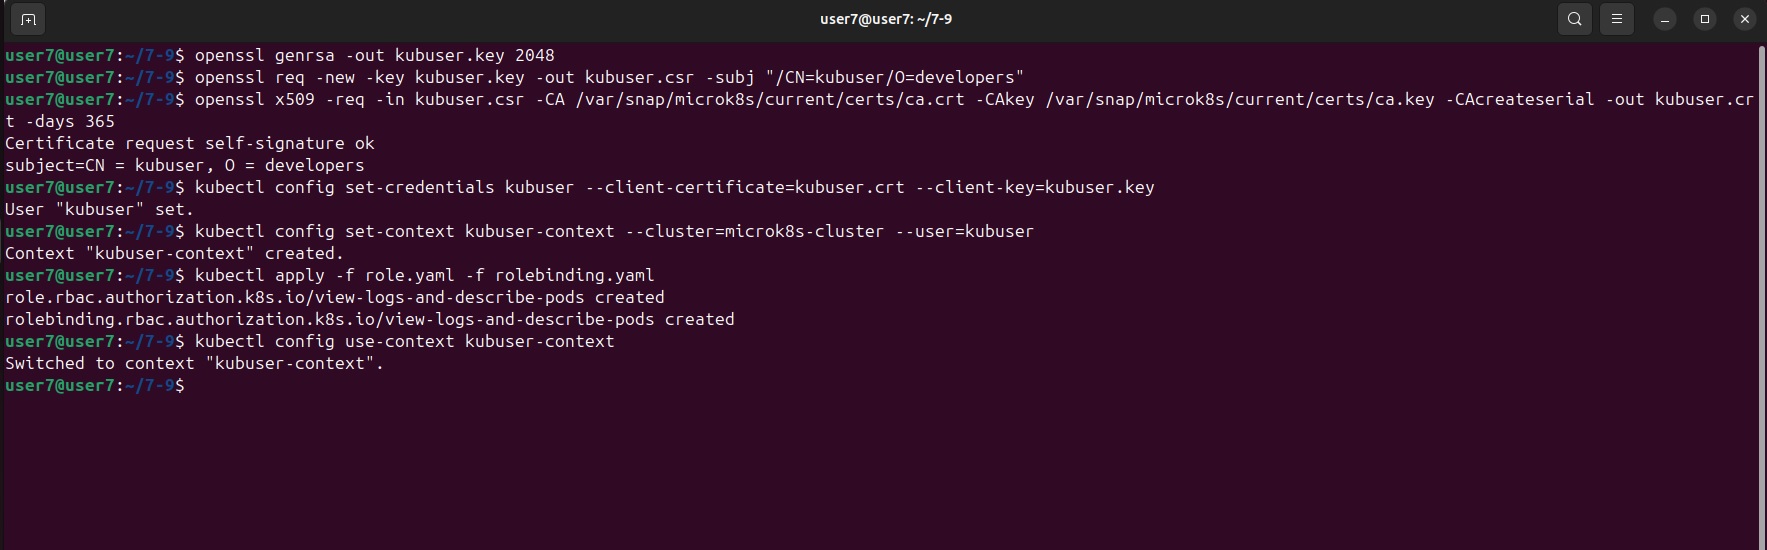 user7@user7: ~/7-9
user7@user7:~/7-9$ openssl genrsa -out kubuser.key 2048
user7@user7:~/7-9$ openssl req -new -key kubuser.key -out kubuser.csr -subj "/CN=kubuser/O=developers"
user7@user7:~/7-9$ openssl x509 -req -in kubuser.csr -CA /var/snap/microk8s/current/certs/ca.crt -CAkey /var/snap/microk8s/current/certs/ca.key -CAcreateserial -out kubuser.cr
t -days 365
Certificate request self-signature ok
subject=CN = kubuser, O = developers
user7@user7:~/7-9$ kubectl config set-credentials kubuser --client-certificate=kubuser.crt --client-key=kubuser.key
User "kubuser" set.
user7@user7:~/7-9$ kubectl config set-context kubuser-context --cluster=microk8s-cluster --user=kubuser
Context "kubuser-context" created.
user7@user7:~/7-9$ kubectl apply -f role.yaml -f rolebinding.yaml
role.rbac.authorization.k8s.io/view-logs-and-describe-pods created
rolebinding.rbac.authorization.k8s.io/view-logs-and-describe-pods created
user7@user7:~/7-9$ kubectl config use-context kubuser-context
Switched to context "kubuser-context".
user7@user7:~/7-9$